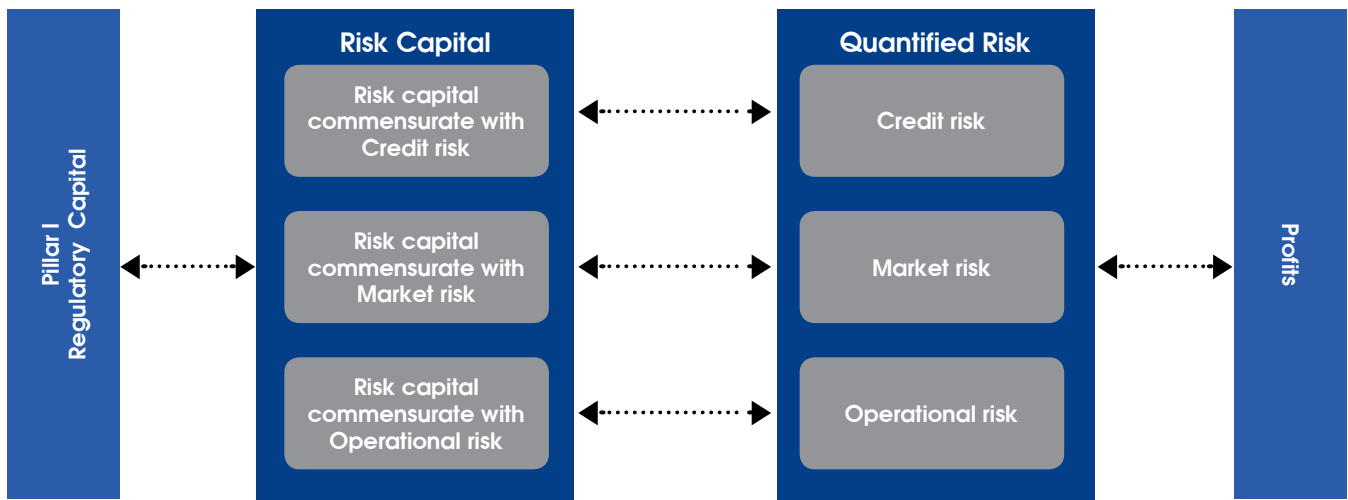 Pillar I
Regulatory Capital
Risk Capital
Risk capital
commensurate with
Credit risk
Risk capital
commensurate with
Market risk
Risk capital
commensurate with
Operational risk
Quantified Risk
Credit risk
Market risk
Operational risk
Profits